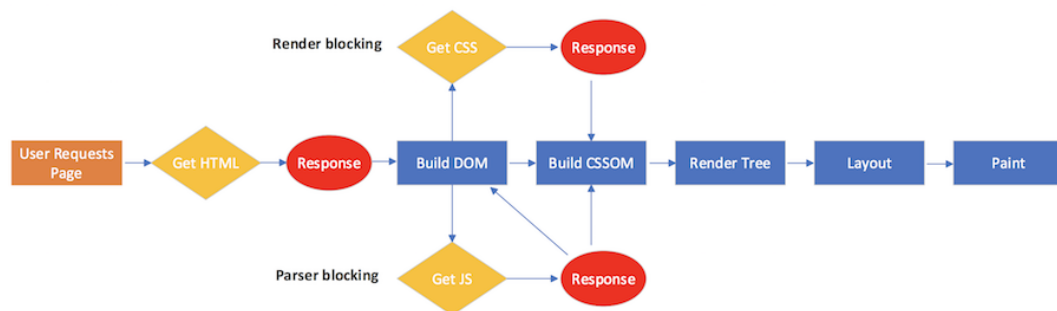 Render blocking
Get CSS
Response
User Requests
Page
Get HTML
Response
Build DOM
Build CSSOM
Render Tree
Layout
Paint
Parser blocking
Get JS
Response